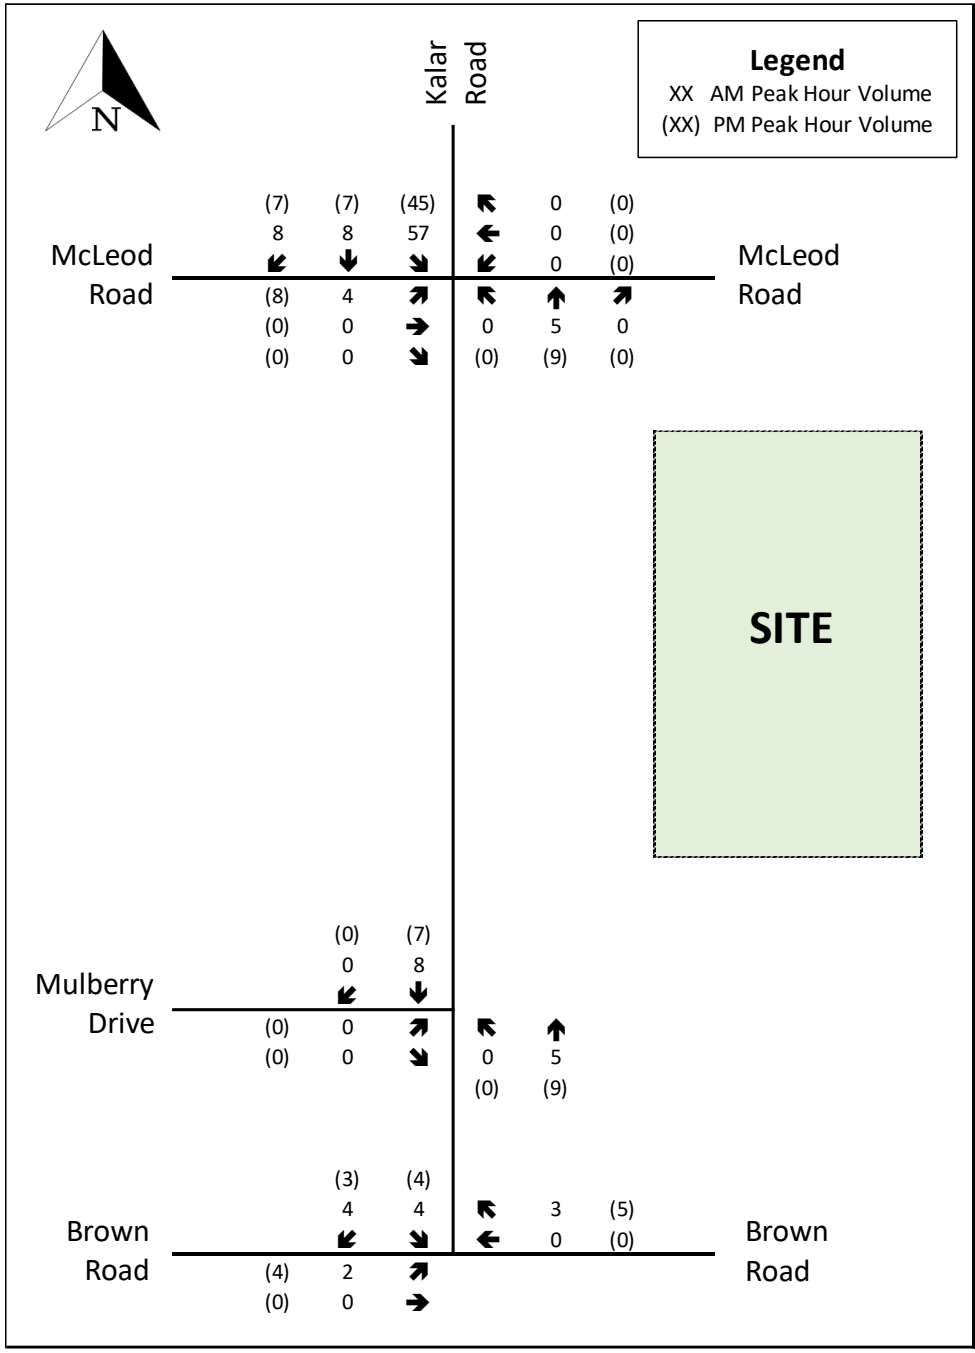 Kalar
Road
N
Legend
XX AM Peak Hour Volume
(XX) PM Peak Hour Volume
(7) (7) (45) 0 (0)
8 8 57 0 (0)
0 (0)
McLeod
Road
McLeod
Road
(8) 4
(0) 0 0 5 0
(0) 0 (0) (9) (0)
SITE
(0) (7)
0 8
Mulberry
Drive
(0) 0
(0) 0 0 5
(0) (9)
(3) (4)
4 4 3 (5)
0 (0)
Brown
Road
Brown
Road
(4) 2
(0) 0